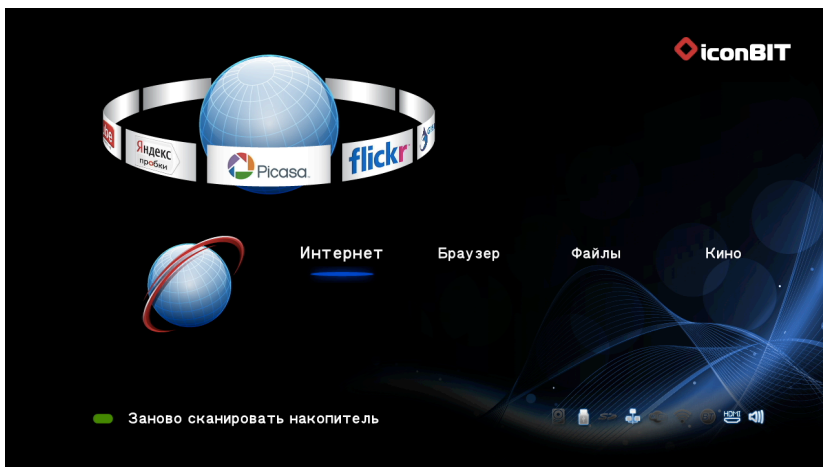 iconBIT
Яндекс
пробки
Picasa.
flickr
Интернет
Браузер
Файлы
Кино
Заново сканировать накопитель
HDMI